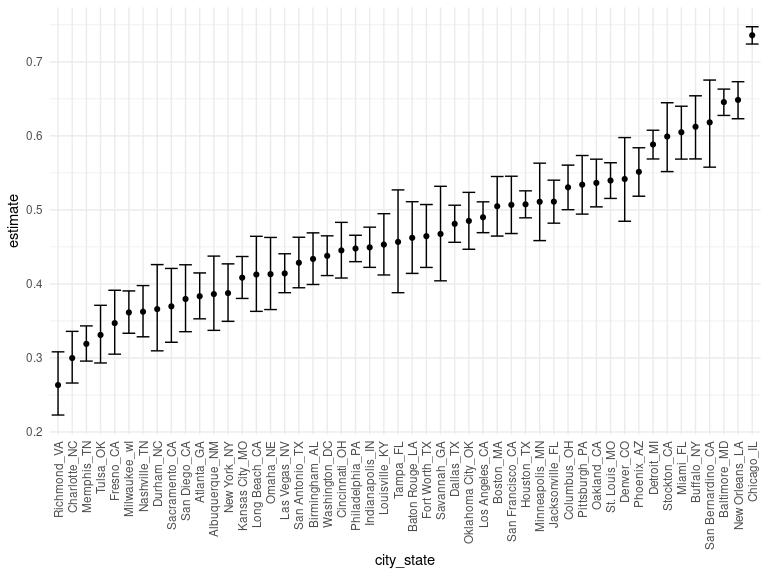 0.7
0.6
0.5
0.4
0.3
0.2
estimate
Richmond_VA
Charlotte_NC
Memphis_TN
Tulsa_OK
Fresno_CA
Milwaukee_wI
Nashville_TN
Durham_NC
Sacramento_CA
San Diego_CA
Atlanta_GA
Albuquerque_NM
New York_NY
Kansas City_MO
Long Beach_CA
Omaha_NE
Las Vegas_NV
San Antonio_TX
Birmingham_AL
Washington_DC
Cincinnati_OH
Philadelphia_PA
Indianapolis_IN
Louisville_KY
Tampa_FL
Baton Rouge_LA
Fort Worth_TX
Savannah_GA
Dallas_TX
Oklahoma City_OK
Los Angeles_CA
Boston_MA
San Francisco_CA
Houston_TX
Minneapolis_MN
Jacksonville_FL
Columbus_OH
Pittsburgh_PA
Oakland_CA
St. Louis_MO
Denver_CO
Phoenix_AZ
Detroit_MI
Stockton_CA
Miami_FL
Buffalo_NY
San Bernardino_CA
Baltimore_MD
New Orleans_LA
Chicago_IL
city_state